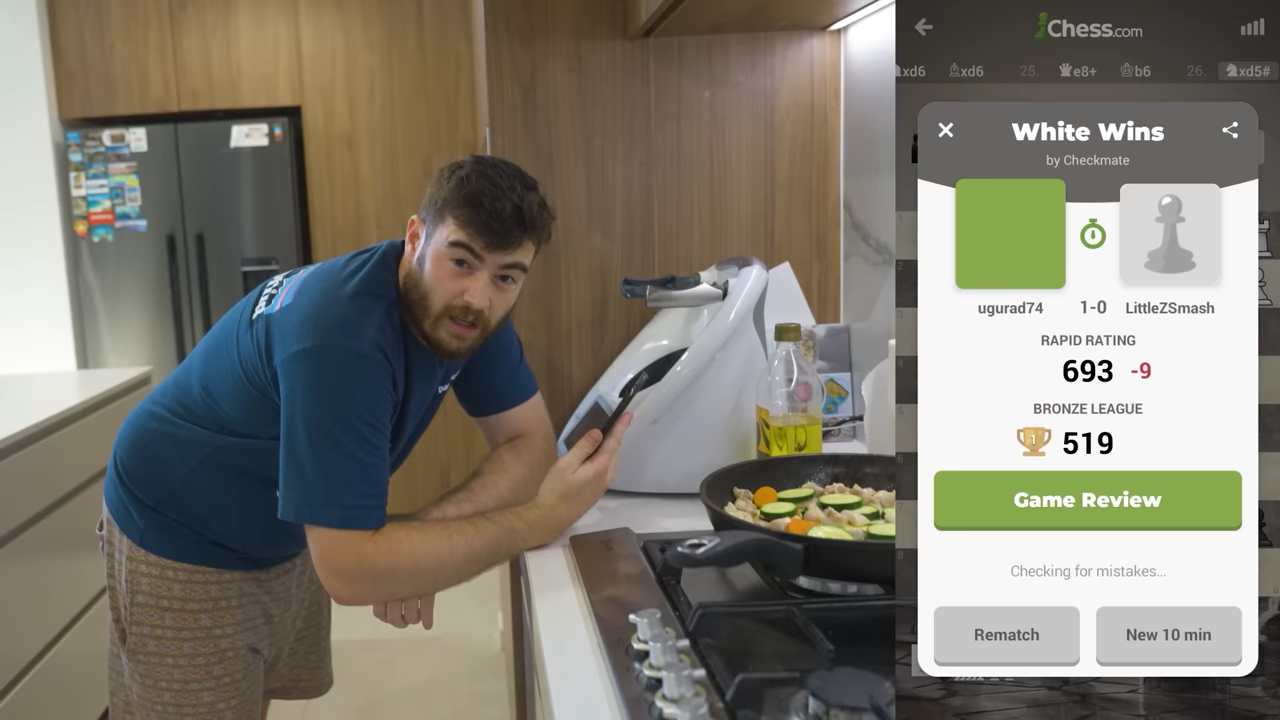 Chess.com
xd6 xd6 25. e8+ b6 26. xd5#
White Wins
by Checkmate
ugurad74 1-0 LittleZSmash
RAPID RATING
693 -9
BRONZE LEAGUE
1 519
Game Review
Checking for mistakes...
Rematch New 10 min